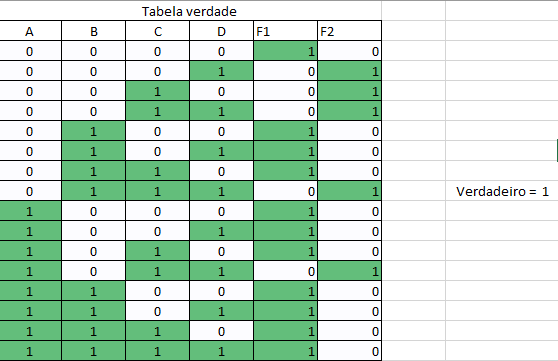 Tabela verdade
A B C D F1 F2
0 0 0 0 1 0
0 0 0 1 0 1
0 0 1 0 0 1
0 0 1 1 0 1
0 1 0 0 1 0
0 1 0 1 1 0
0 1 1 0 1 0
0 1 1 1 0 1 Verdadeiro = 1
1 0 0 0 1 0
1 0 0 1 1 0
1 0 1 0 1 0
1 0 1 1 0 1
1 1 0 0 1 0
1 1 0 1 1 0
1 1 1 0 1 0
1 1 1 1 1 0